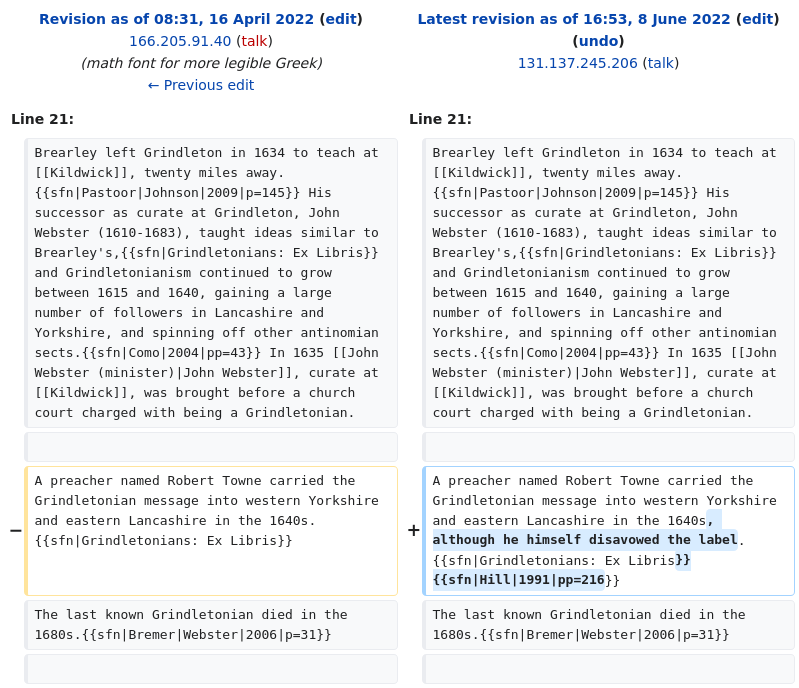 Revision as of 08:31, 16 April 2022 (edit)
166.205.91.40 (talk)
(math font for more legible Greek)
← Previous edit
Latest revision as of 16:53, 8 June 2022 (edit)
(undo)
131.137.245.206 (talk)
Line 21:
Line 21:
Brearley left Grindleton in 1634 to teach at
[[Kildwick]], twenty miles away.
{{sfn|Pastoor|Johnson|2009|p=145}} His
successor as curate at Grindleton, John
Webster (1610-1683), taught ideas similar to
Brearley's,{{sfn|Grindletonians: Ex Libris}}
and Grindletonianism continued to grow
between 1615 and 1640, gaining a large
number of followers in Lancashire and
Yorkshire, and spinning off other antinomian
sects.{{sfn|Como|2004|pp=43}} In 1635 [[John
Webster (minister)|John Webster]], curate at
[[Kildwick]], was brought before a church
court charged with being a Grindletonian.
Brearley left Grindleton in 1634 to teach at
[[Kildwick]], twenty miles away.
{{sfn|Pastoor|Johnson|2009|p=145}} His
successor as curate at Grindleton, John
Webster (1610-1683), taught ideas similar to
Brearley's,{{sfn|Grindletonians: Ex Libris}}
and Grindletonianism continued to grow
between 1615 and 1640, gaining a large
number of followers in Lancashire and
Yorkshire, and spinning off other antinomian
sects.{{sfn|Como|2004|pp=43}} In 1635 [[John
Webster (minister)|John Webster]], curate at
[[Kildwick]], was brought before a church
court charged with being a Grindletonian.
−
A preacher named Robert Towne carried the
Grindletonian message into western Yorkshire
and eastern Lancashire in the 1640s.
{{sfn|Grindletonians: Ex Libris}}
+
A preacher named Robert Towne carried the
Grindletonian message into western Yorkshire
and eastern Lancashire in the 1640s,
although he himself disavowed the label.
{{sfn|Grindletonians: Ex Libris}}
{{sfn|Hill|1991|pp=216}}
The last known Grindletonian died in the
1680s.{{sfn|Bremer|Webster|2006|p=31}}
The last known Grindletonian died in the
1680s.{{sfn|Bremer|Webster|2006|p=31}}